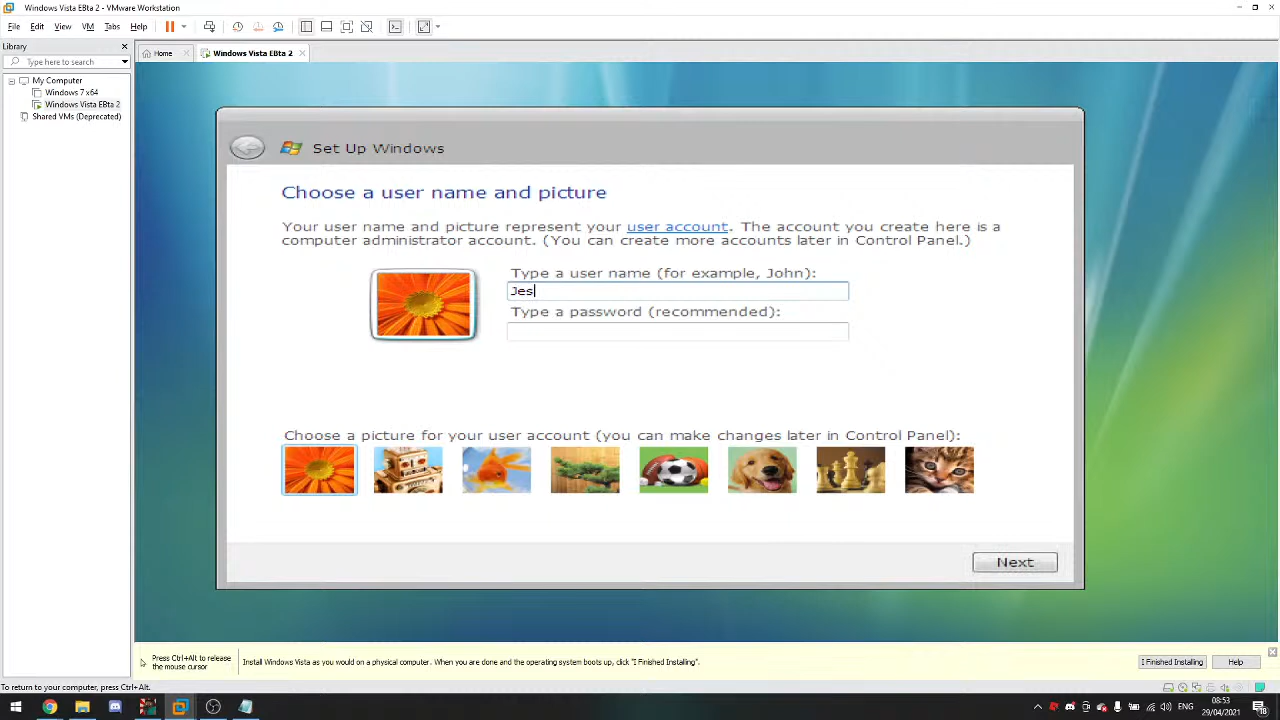 Windows Vista EBta 2 - VMware Workstation
File Edit View VM Tabs Help
Library
Type here to search
My Computer
Windows 7 x64
Windows Vista EBta 2
Shared VMs (Deprecated)
Home
Windows Vista EBta 2
Set Up Windows
Choose a user name and picture
Your user name and picture represent your user account. The account you create here is a
computer administrator account. (You can create more accounts later in Control Panel.)
Type a user name (for example, John):
Jes
Type a password (recommended):
Choose a picture for your user account (you can make changes later in Control Panel):
Next
Press Ctrl+Alt to release
the mouse cursor
Install Windows Vista as you would on a physical computer. When you are done and the operating system boots up, click "I Finished Installing".
I Finished Installing
Help
To return to your computer, press Ctrl+Alt.
ENG
08:53
29/04/2021